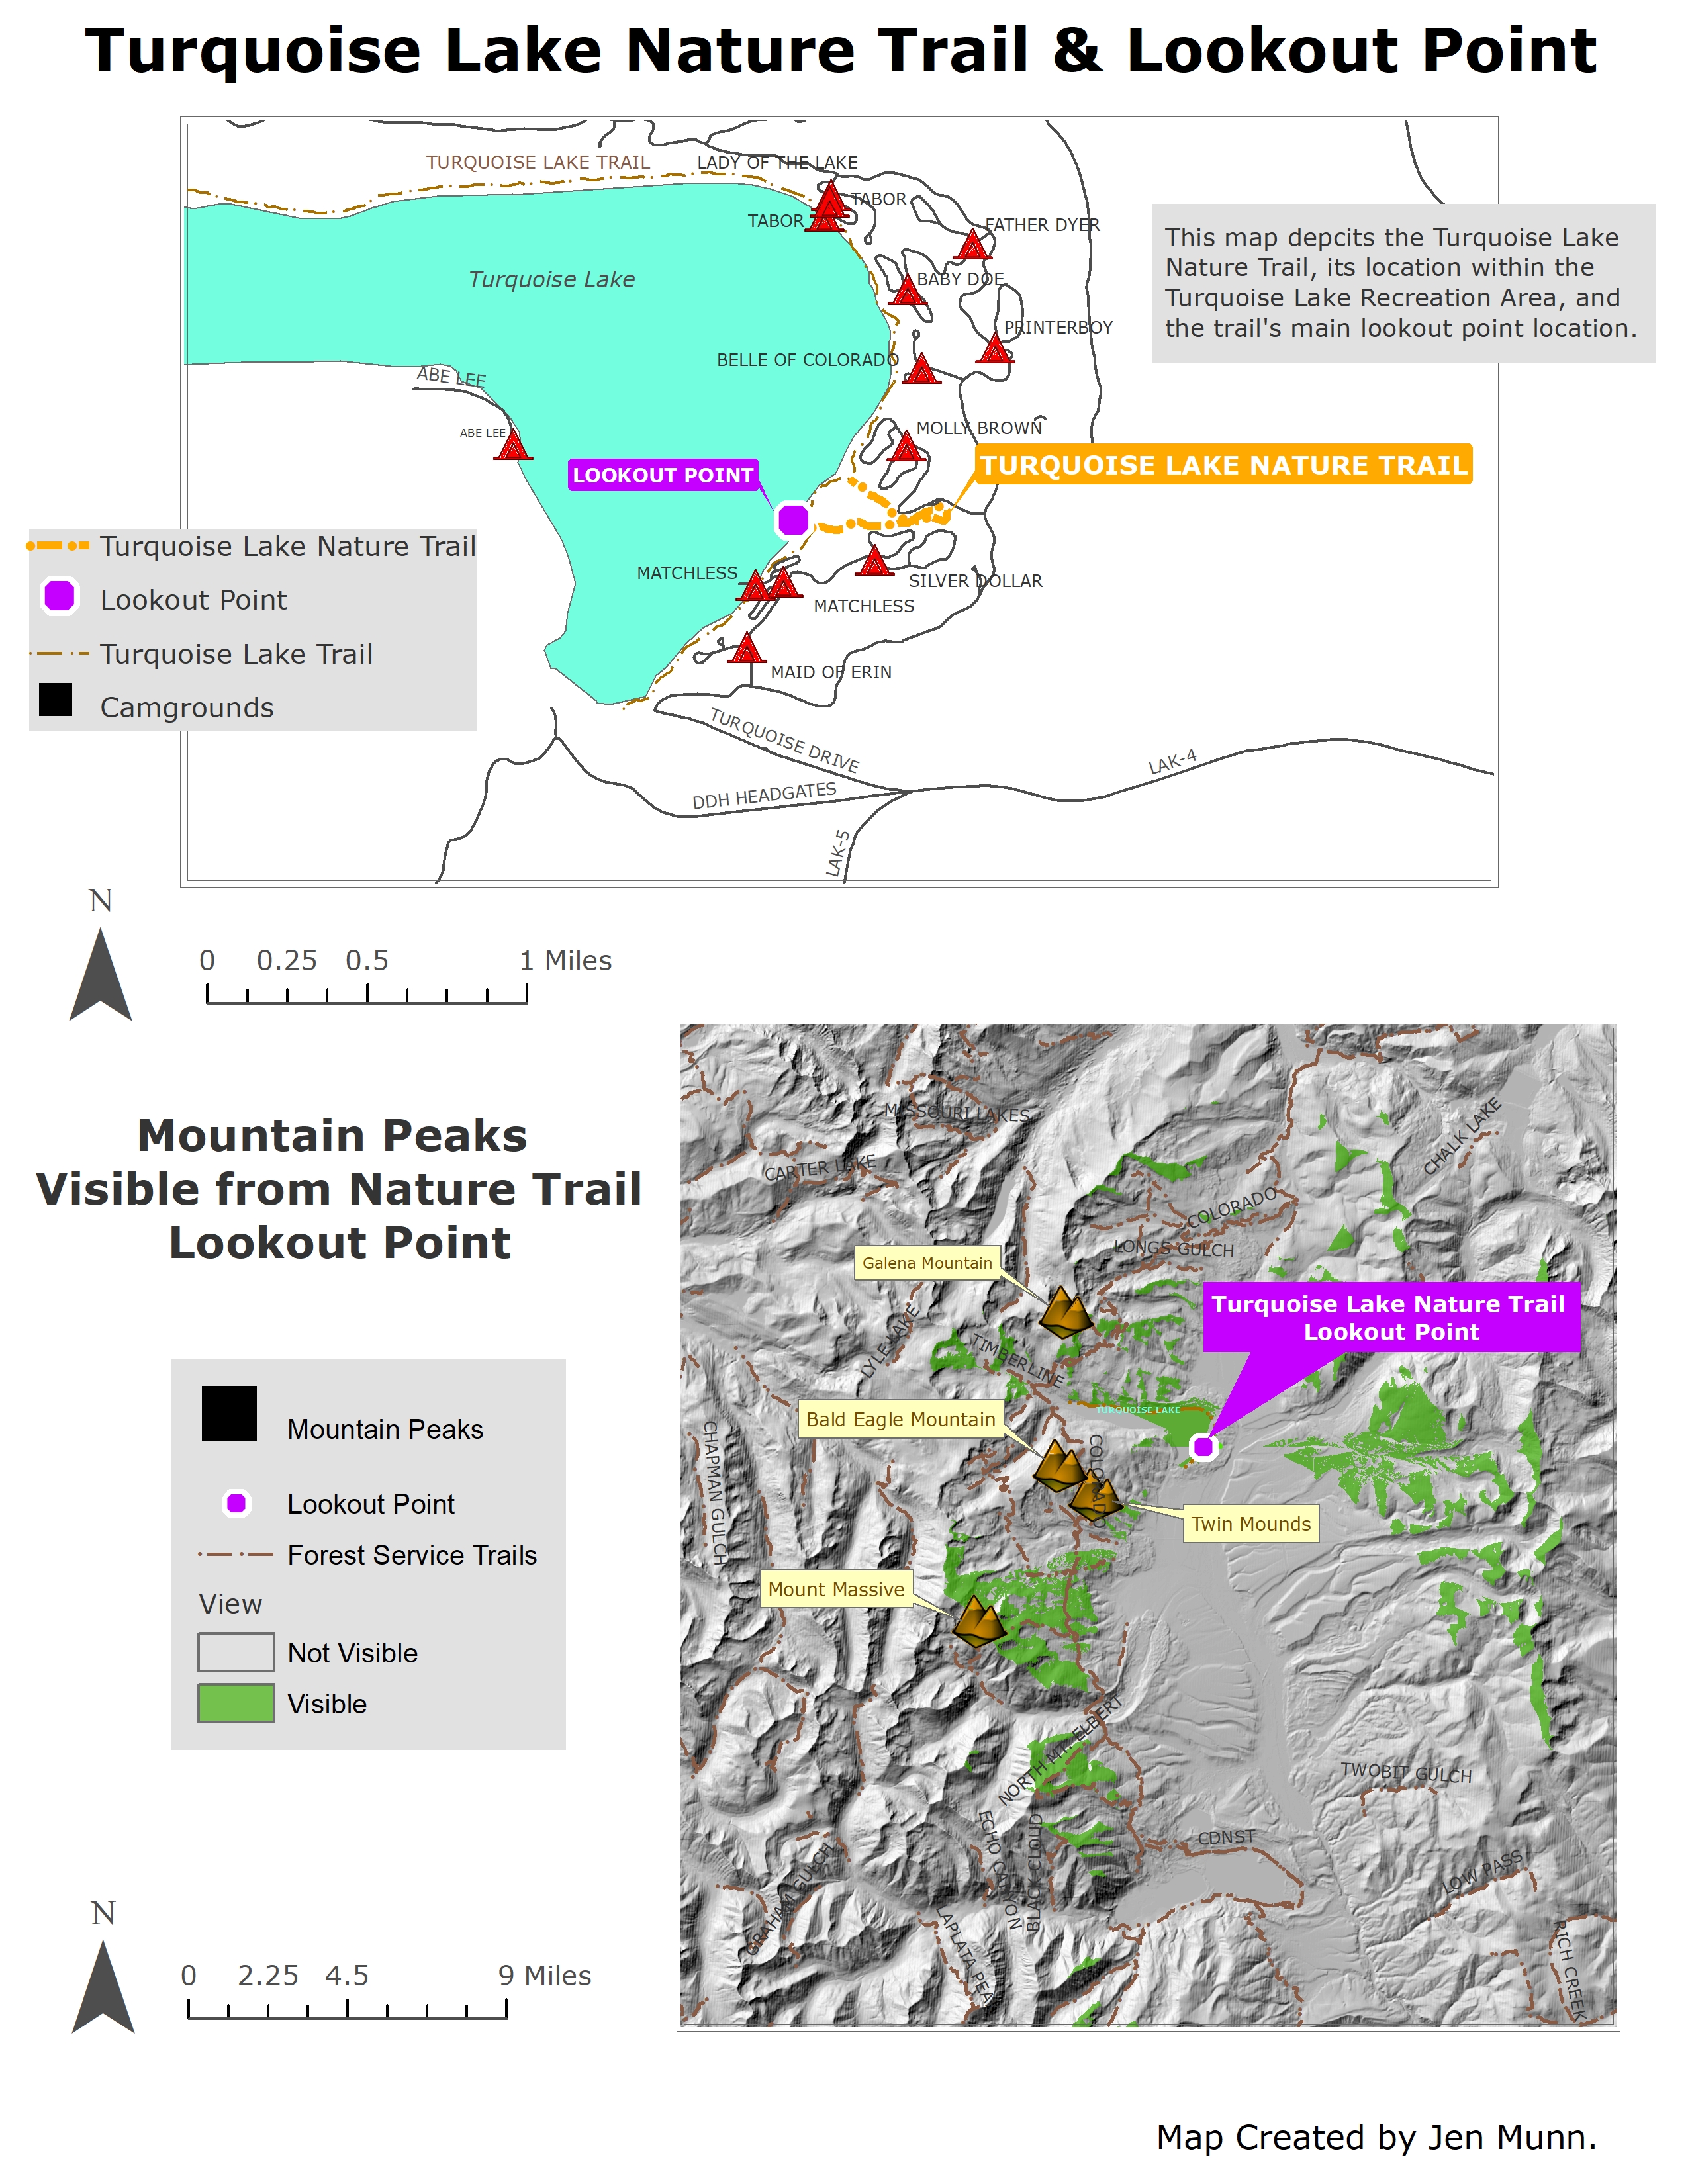 Turquoise Lake Nature Trail & Lookout Point
TURQUOISE LAKE TRAIL
LADY OF THE LAKE
TABOR
TABOR
FATHER DYER
This map depcits the Turquoise Lake
Nature Trail, its location within the
Turquoise Lake Recreation Area, and
the trail's main lookout point location.
Turquoise Lake
BABY DOE
PRINTERBOY
BELLE OF COLORADO
ABE LEE
ABE LEE
MOLLY BROWN
LOOKOUT POINT
TURQUOISE LAKE NATURE TRAIL
Turquoise Lake Nature Trail
Lookout Point
Turquoise Lake Trail
Camgrounds
MATCHLESS
SILVER DOLLAR
MATCHLESS
MAID OF ERIN
TURQUOISE DRIVE
LAK-4
DDH HEADGATES
LAK-5
N
0 0.25 0.5 1 Miles
Mountain Peaks
Visible from Nature Trail
Lookout Point
Mountain Peaks
Lookout Point
Forest Service Trails
View
Not Visible
Visible
N
0 2.25 4.5 9 Miles
MISSOURI LAKES
CHALK LAKE
CARTER LAKE
COLORADO
LONGS GULCH
Galena Mountain
Turquoise Lake Nature Trail
Lookout Point
LYLE LAKE
TIMBERLINE
TURQUOISE LAKE
Bald Eagle Mountain
COLORADO
CHAPMAN GULCH
Twin Mounds
Mount Massive
NORTH MT. ELBERT
TWOBIT GULCH
ECHO CANYON
BLACK CLOUD
CDNST
GRAHAM GULCH
LOW PASS
LAPLATA PEA
RICH CREEK
Map Created by Jen Munn.